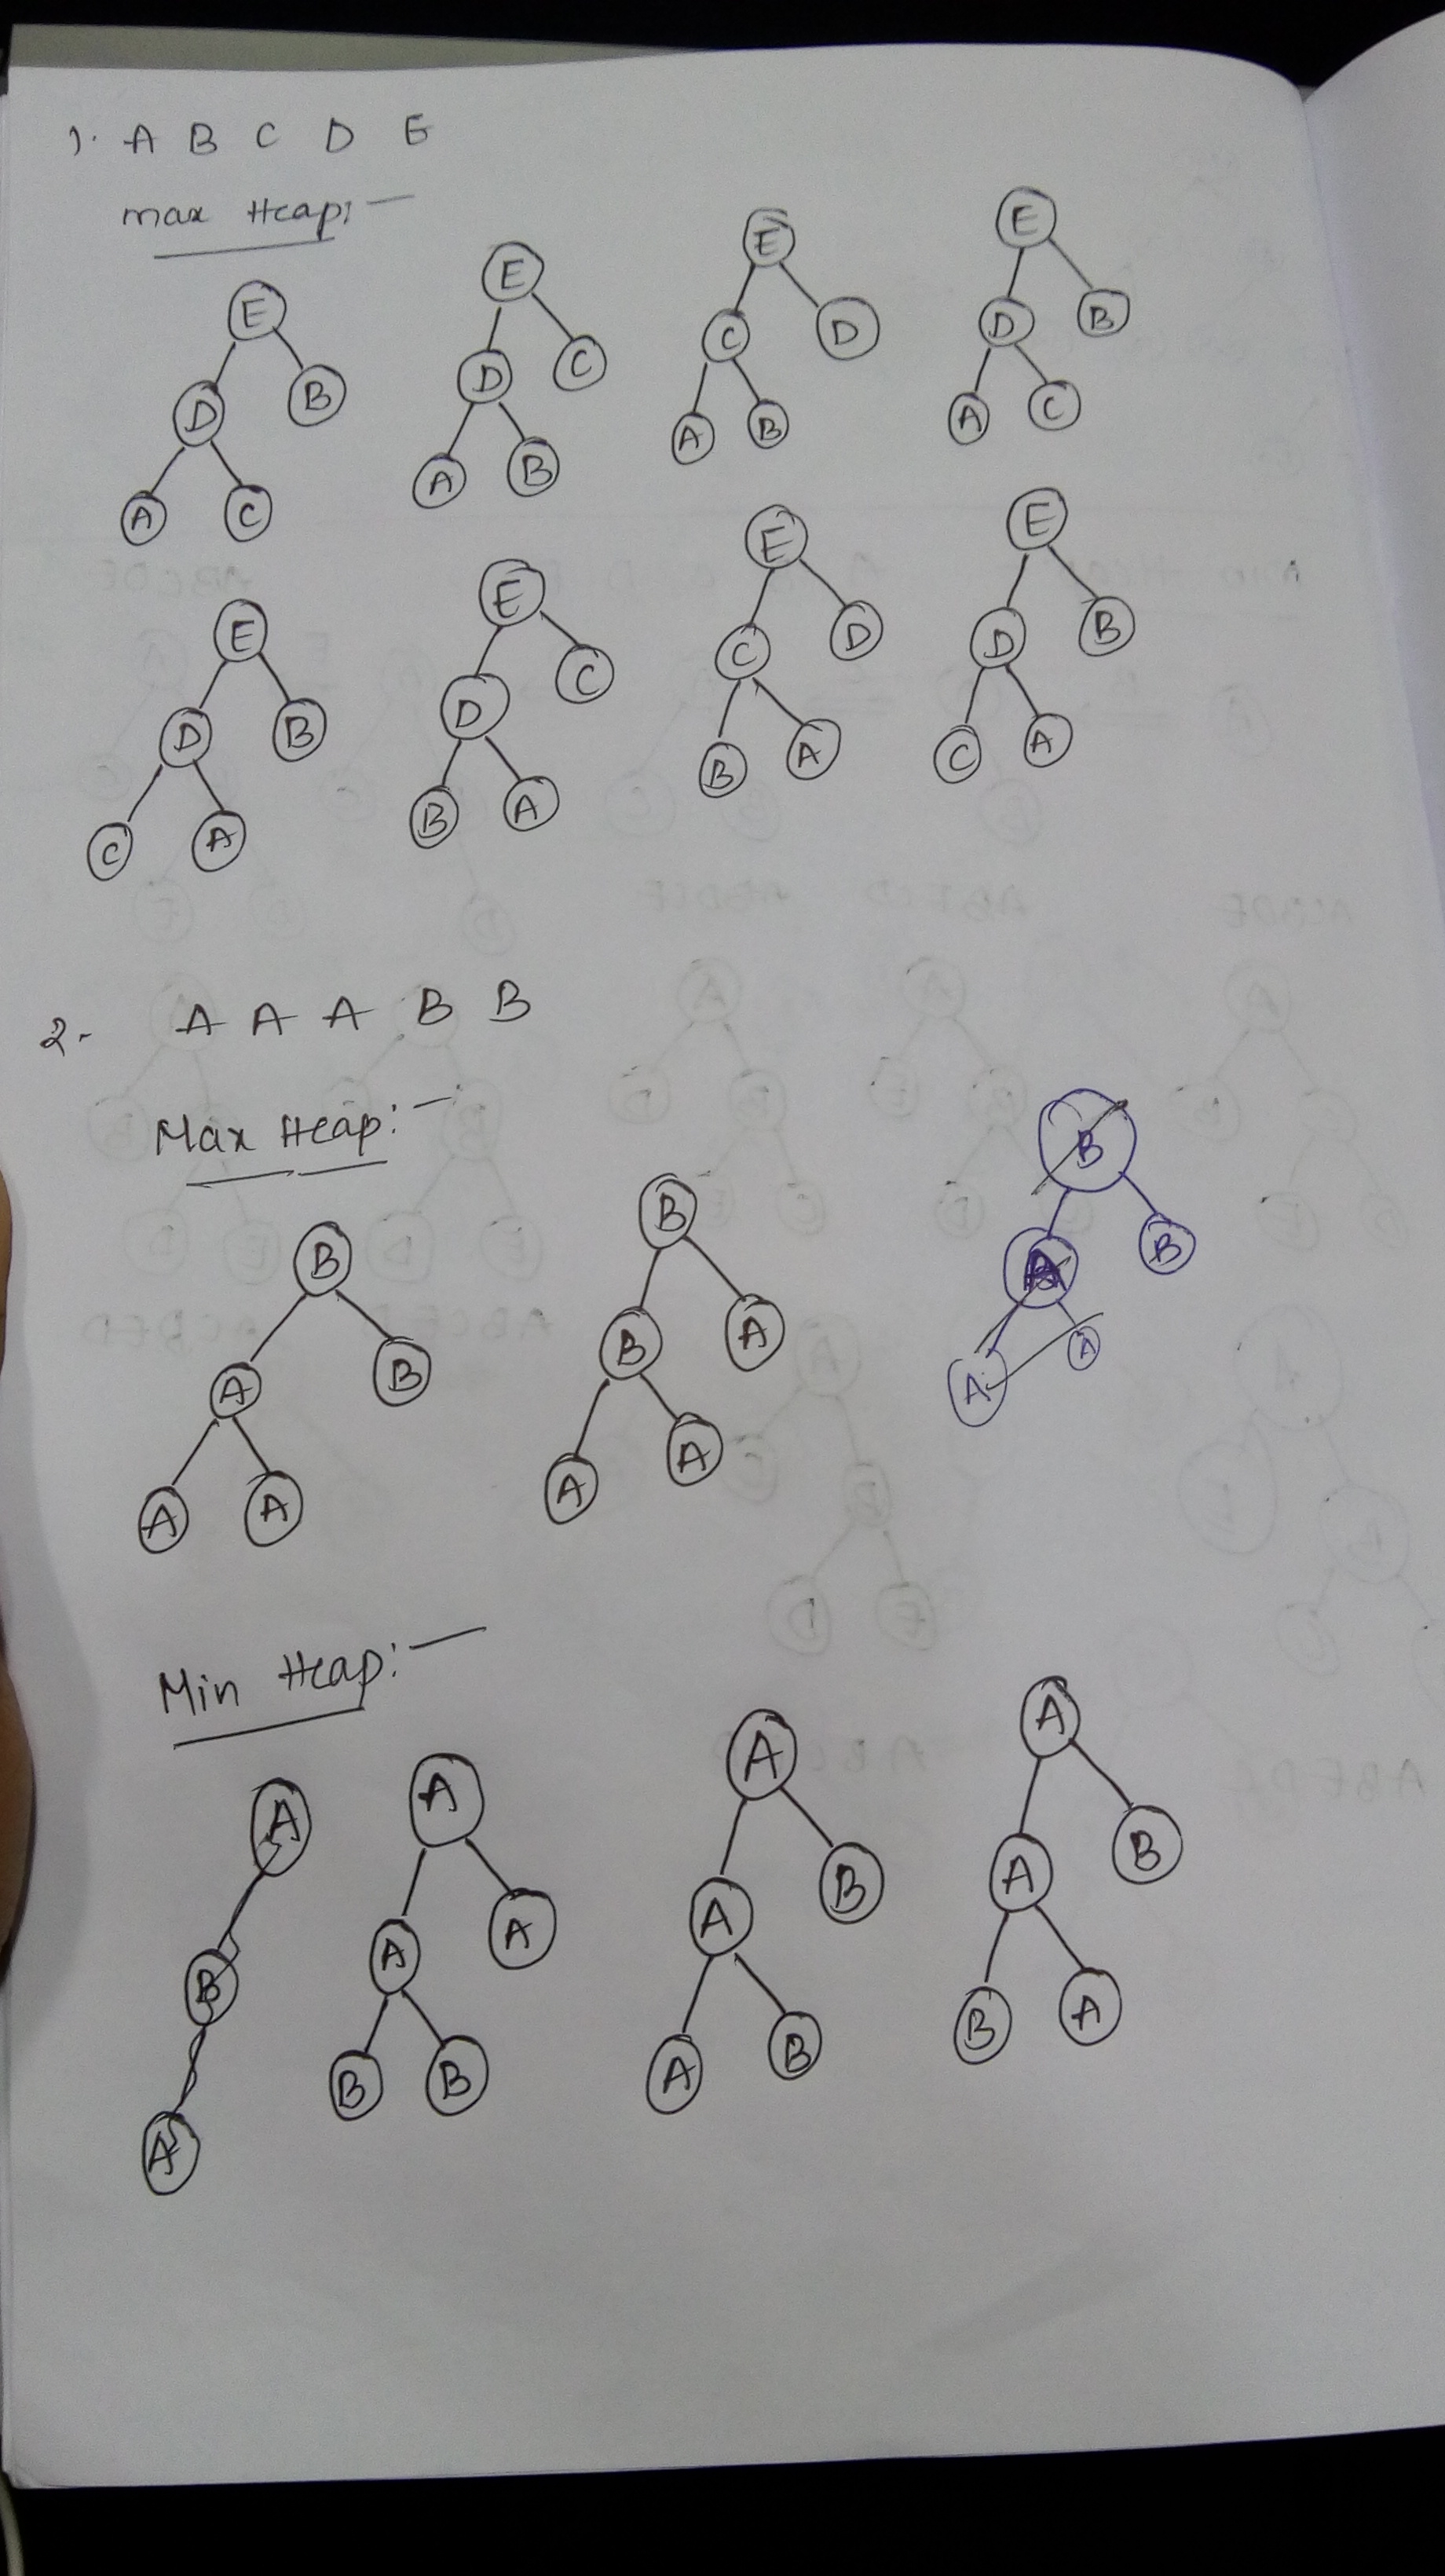 1. A B C D E
max Heap:-
E E E E
D B D C C D D B
A C A B A B A C
E E E E
D B D C C D D B
C A B A B A C A
2. A A A B B
Max Heap:-
B B B
A B B A B
A A A A A A
Min Heap:-
A A A A
B A A A B A B
A B B A B B A